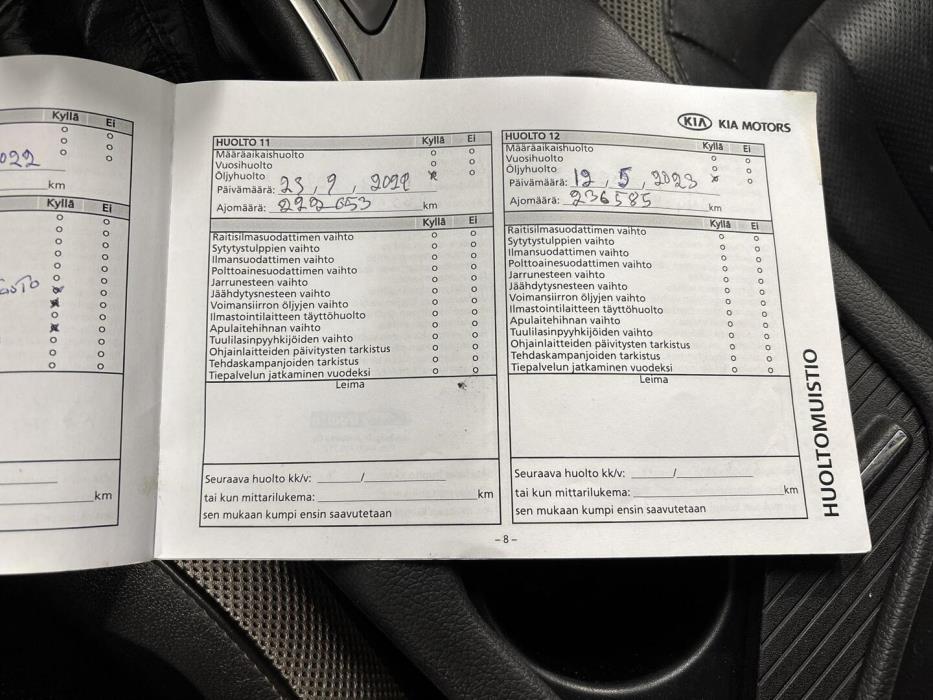 Kyllä Ei
022
km
Kyllä Ei
km
KIA KIA MOTORS
HUOLTO 11 Kyllä Ei
Määräaikaishuolto
Vuosihuolto
Öljyhuolto
Päivämäärä: 23, 9, 2022
Ajomäärä: 222 653 km
Kyllä Ei
Raitisilmasuodattimen vaihto
Sytytystulppien vaihto
Ilmansuodattimen vaihto
Polttoainesuodattimen vaihto
Jarrunesteen vaihto
Jäähdytysnesteen vaihto
Voimansiirron öljyjen vaihto
Ilmastointilaitteen täyttöhuolto
Apulaitehihnan vaihto
Tuulilasinpyyhkijöiden vaihto
Ohjainlaitteiden päivitysten tarkistus
Tehdaskampanjoiden tarkistus
Tiepalvelun jatkaminen vuodeksi
Leima
Seuraava huolto kk/v: /
tai kun mittarilukema: km
sen mukaan kumpi ensin saavutetaan
HUOLTO 12 Kyllä Ei
Määräaikaishuolto
Vuosihuolto
Öljyhuolto
Päivämäärä: 12, 5, 2023
Ajomäärä: 236585 km
Kyllä Ei
Raitisilmasuodattimen vaihto
Sytytystulppien vaihto
Ilmansuodattimen vaihto
Polttoainesuodattimen vaihto
Jarrunesteen vaihto
Jäähdytysnesteen vaihto
Voimansiirron öljyjen vaihto
Ilmastointilaitteen täyttöhuolto
Apulaitehihnan vaihto
Tuulilasinpyyhkijöiden vaihto
Ohjainlaitteiden päivitysten tarkistus
Tehdaskampanjoiden tarkistus
Tiepalvelun jatkaminen vuodeksi
Leima
Seuraava huolto kk/v: /
tai kun mittarilukema: km
sen mukaan kumpi ensin saavutetaan
HUOLTOMUISTIO
– 8 –